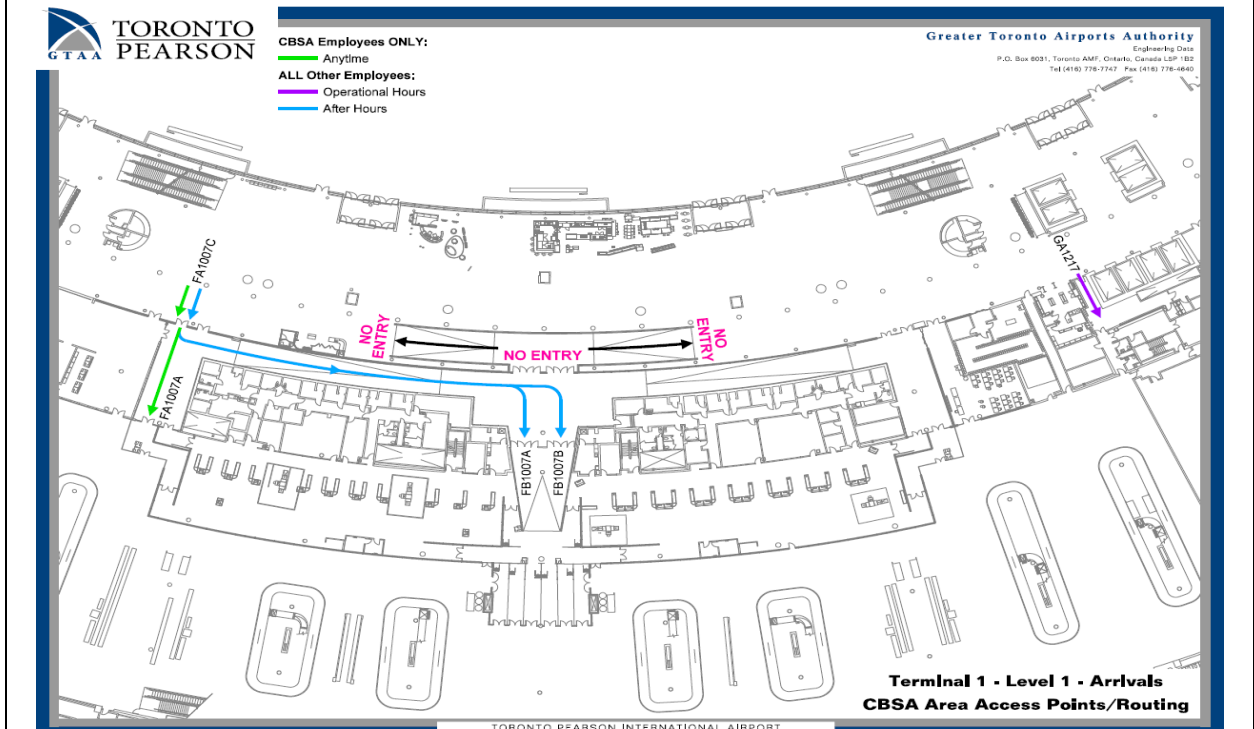 GTAA
TORONTO
PEARSON
CBSA Employees ONLY:
Anytime
ALL Other Employees:
Operational Hours
After Hours
Greater Toronto Airports Authority
Engineering Data
P.O. Box 6031, Toronto AMF, Ontario, Canada L5P 1B2
Tel (416) 776-7747 Fax (416) 776-4640
FA1007C
GA1217
NO ENTRY
NO ENTRY
NO ENTRY
FA1007A
FB1007A
FB1007B
Terminal 1 - Level 1 - Arrivals
CBSA Area Access Points/Routing
TORONTO PEARSON INTERNATIONAL AIRPORT